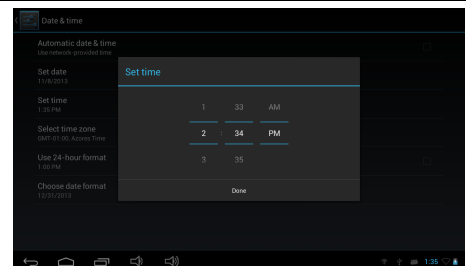 Date & time
Automatic date & time
Use network-provided time
Set date
11/8/2013
Set time
1:35 PM
Select time zone
GMT-01:00, Azores Time
Use 24-hour format
1:00 PM
Choose date format
12/31/2013
Set time
1 33 AM
2 : 34 PM
3 35
Done
1:35